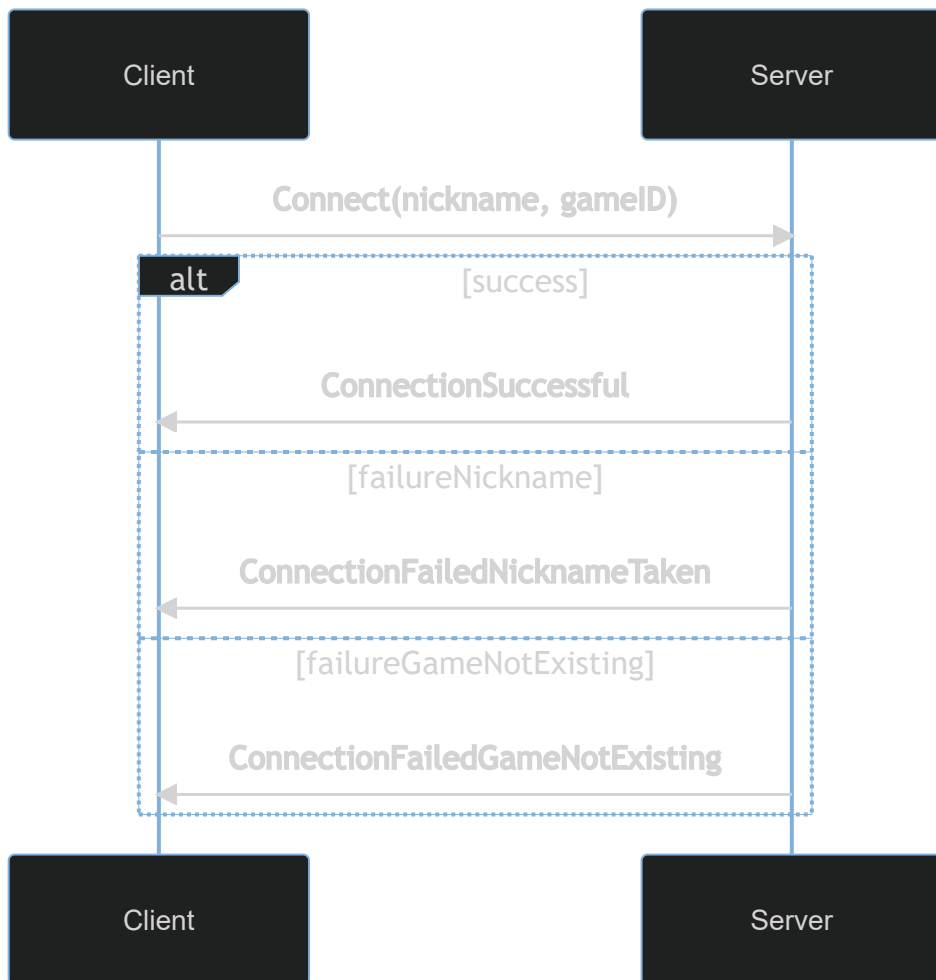 Client
Server
Connect(nickname, gameID)
alt
[success]
ConnectionSuccessful
[failureNickname]
ConnectionFailedNicknameTaken
[failureGameNotExisting]
ConnectionFailedGameNotExisting
Client
Server